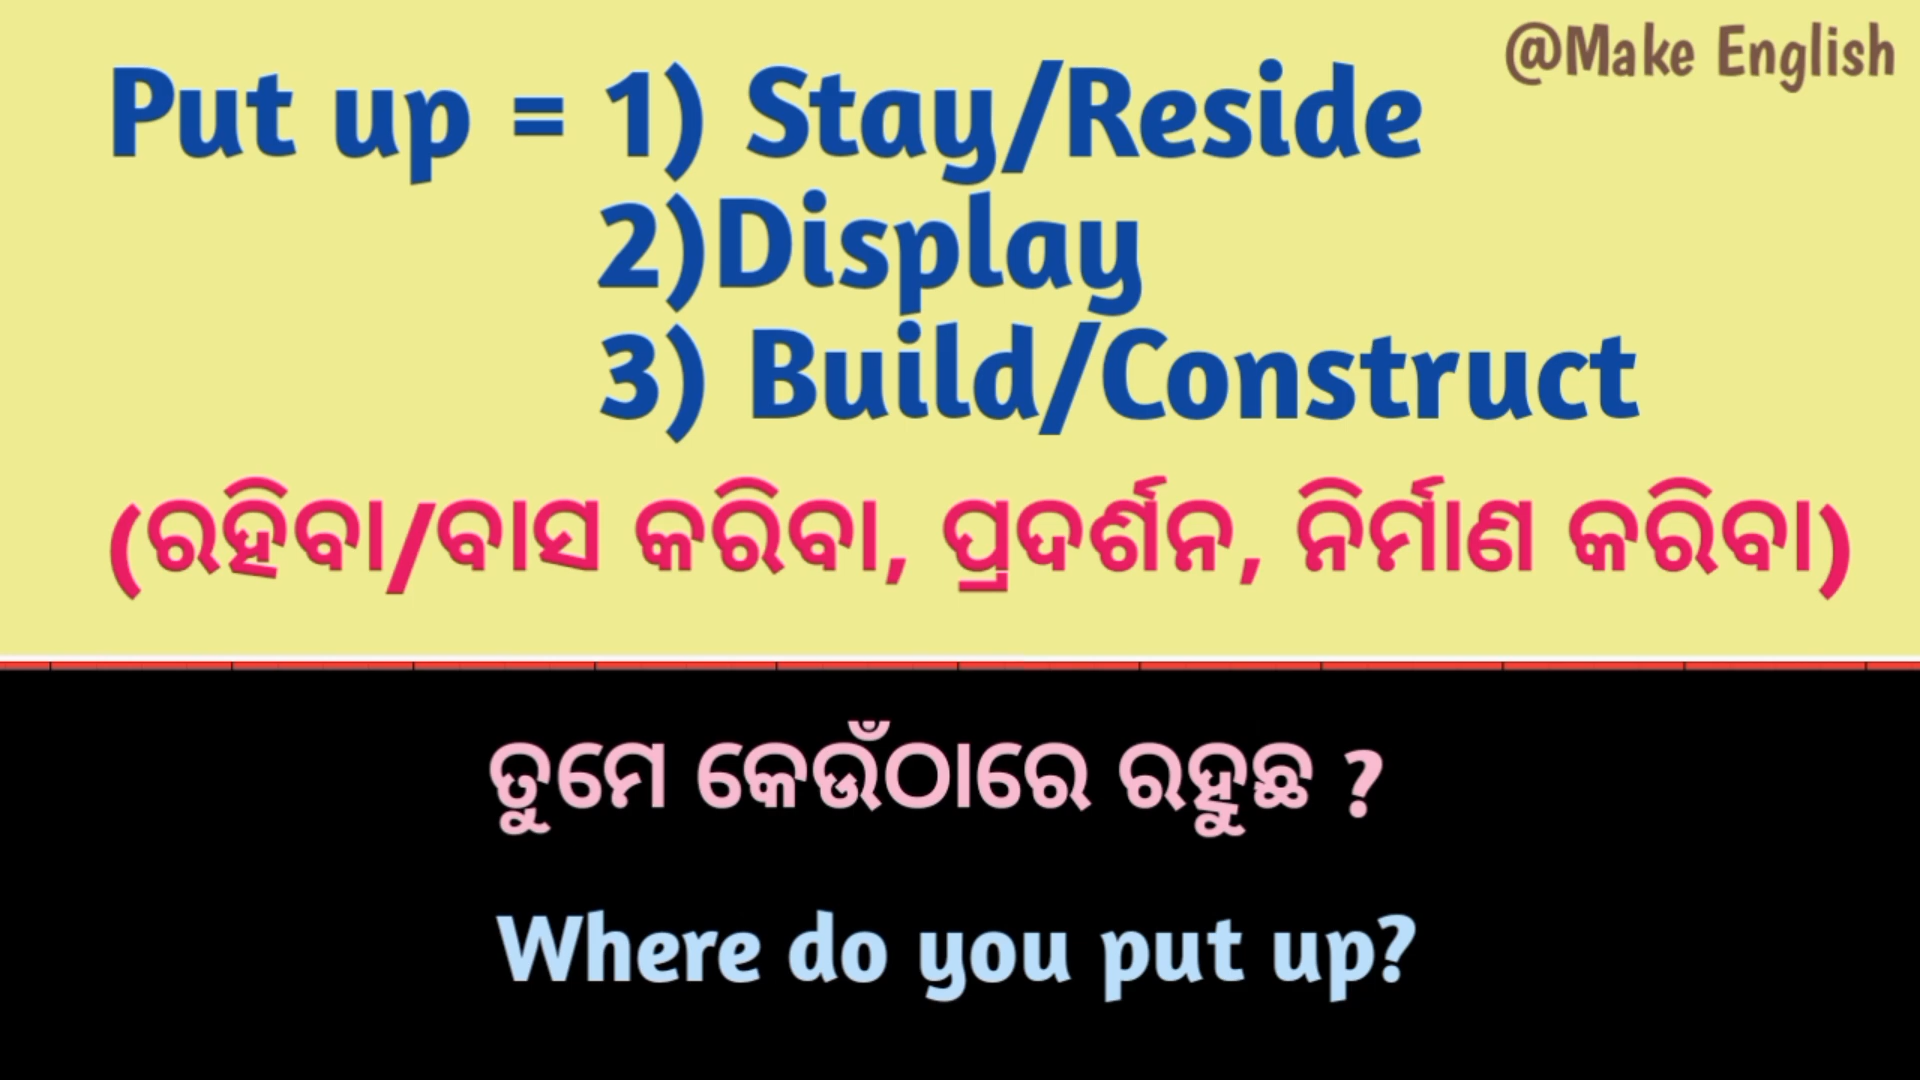 @Make English
Put up = 1) Stay/Reside
2)Display
3) Build/Construct
(ରହିବା/ବାସ କରିବା, ପ୍ରଦର୍ଶନ, ନିର୍ମାଣ କରିବା)
ତୁମେ କେଉଁଠାରେ ରହୁଛ ?
Where do you put up?